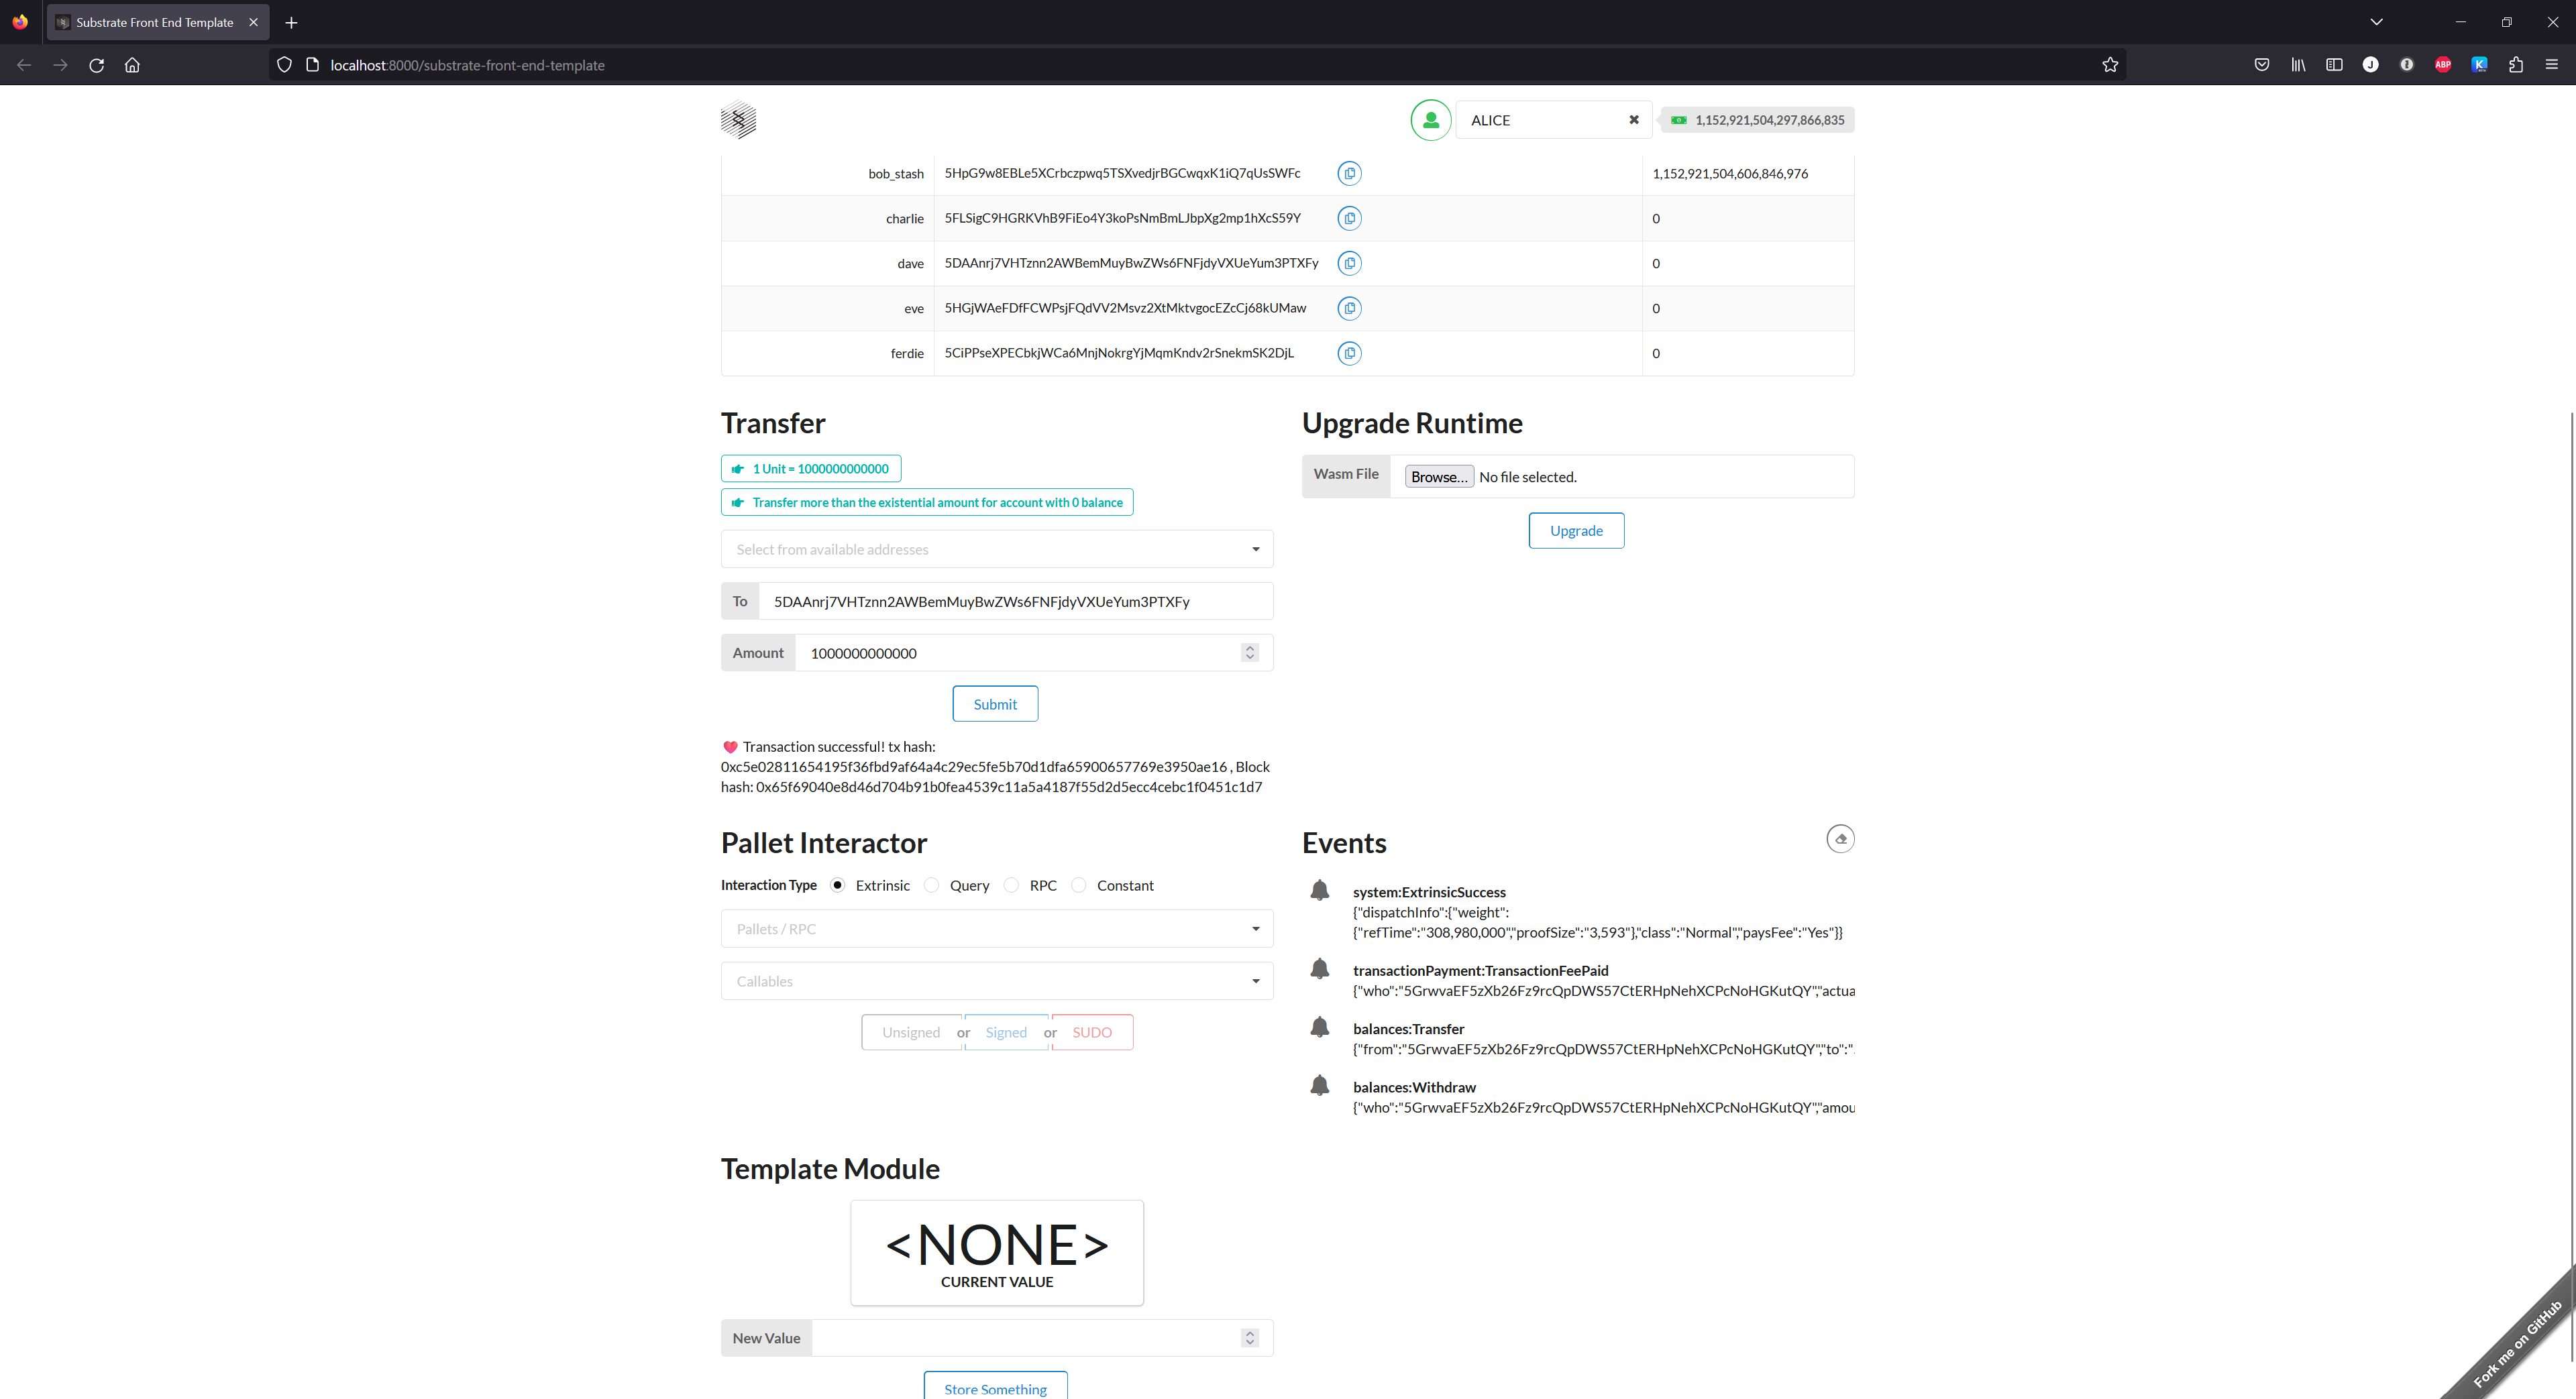 Substrate Front End Template
localhost:8000/substrate-front-end-template
J
ABP
K
ALICE
1,152,921,504,297,866,835
bob_stash 5HpG9w8EBLe5XCrbczpwq5TSXvedjrBGCwqxK1iQ7qUsSWFc 1,152,921,504,606,846,976
charlie 5FLSigC9HGRKVhB9FiEo4Y3koPsNmBmLJbpXg2mp1hXcS59Y 0
dave 5DAAnrj7VHTznn2AWBemMuyBwZWs6FNFjdyVXUeYum3PTXFy 0
eve 5HGjWAeFDfFCWPsjFQdVV2Msvz2XtMktvgocEZcCj68kUMaw 0
ferdie 5CiPPseXPECbkjWCa6MnjNokrgYjMqmKndv2rSnekmSK2DjL 0
Transfer
1 Unit = 1000000000000
Transfer more than the existential amount for account with 0 balance
Select from available addresses
To 5DAAnrj7VHTznn2AWBemMuyBwZWs6FNFjdyVXUeYum3PTXFy
Amount 1000000000000
Submit
Transaction successful! tx hash:
0xc5e02811654195f36fbd9af64a4c29ec5fe5b70d1dfa65900657769e3950ae16 , Block
hash: 0x65f69040e8d46d704b91b0fea4539c11a5a4187f55d2d5ecc4cebc1f0451c1d7
Upgrade Runtime
Wasm File Browse... No file selected.
Upgrade
Pallet Interactor
Interaction Type Extrinsic Query RPC Constant
Pallets / RPC
Callables
Unsigned or Signed or SUDO
Events
system:ExtrinsicSuccess
{"dispatchInfo":{"weight":
{"refTime":"308,980,000","proofSize":"3,593"},"class":"Normal","paysFee":"Yes"}}
transactionPayment:TransactionFeePaid
{"who":"5GrwvaEF5zXb26Fz9rcQpDWS57CtERHpNehXCPcNoHGKutQY","actua
balances:Transfer
{"from":"5GrwvaEF5zXb26Fz9rcQpDWS57CtERHpNehXCPcNoHGKutQY","to":"
balances:Withdraw
{"who":"5GrwvaEF5zXb26Fz9rcQpDWS57CtERHpNehXCPcNoHGKutQY","amou
Template Module
<NONE>
CURRENT VALUE
New Value
Store Something
Fork me on GitHub